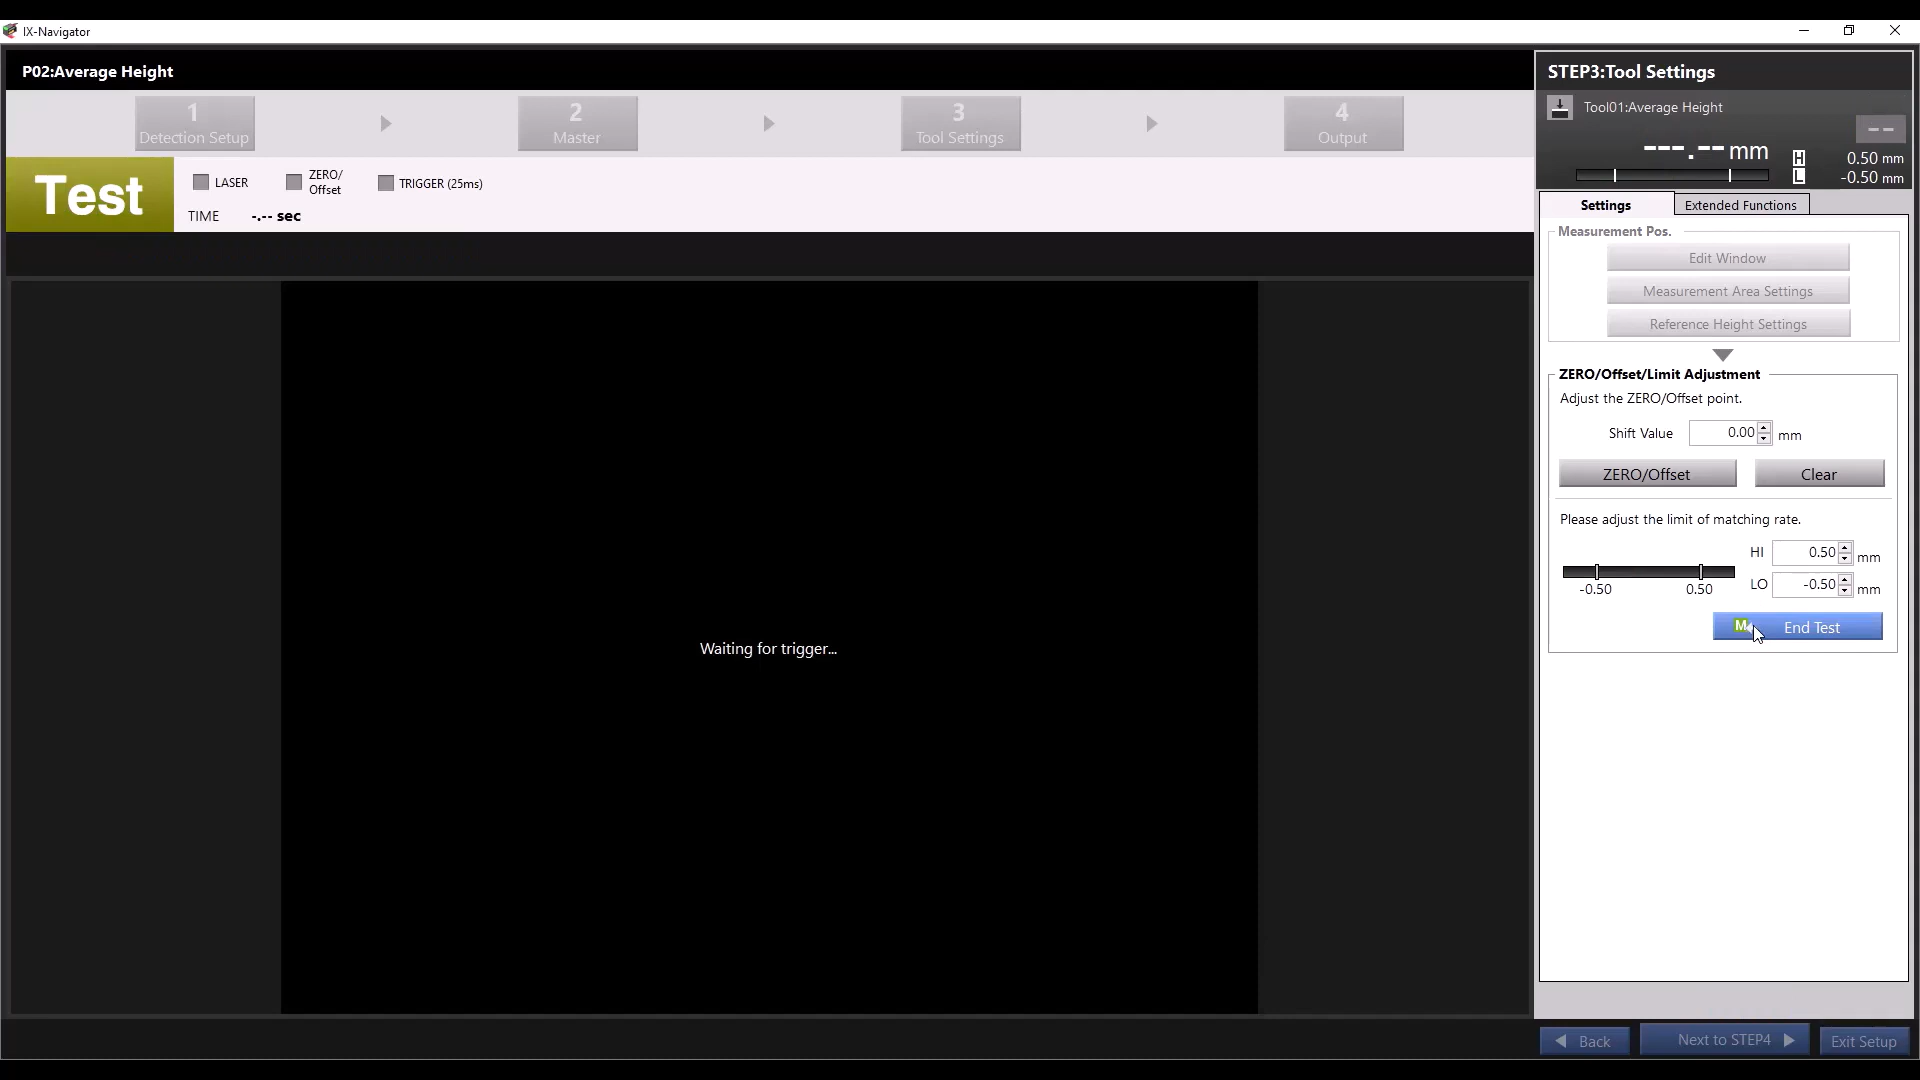 IX-Navigator
P02:Average Height
1
Detection Setup
2
Master
3
Tool Settings
4
Output
Test
LASER
ZERO/
Offset
TRIGGER (25ms)
TIME -.-- sec
Waiting for trigger...
STEP3:Tool Settings
Tool01:Average Height
--
---.--mm
H 0.50 mm
L -0.50 mm
Settings
Extended Functions
Measurement Pos.
Edit Window
Measurement Area Settings
Reference Height Settings
ZERO/Offset/Limit Adjustment
Adjust the ZERO/Offset point.
Shift Value 0.00 mm
ZERO/Offset
Clear
Please adjust the limit of matching rate.
HI 0.50 mm
LO -0.50 mm
-0.50 0.50
M End Test
Back
Next to STEP4
Exit Setup